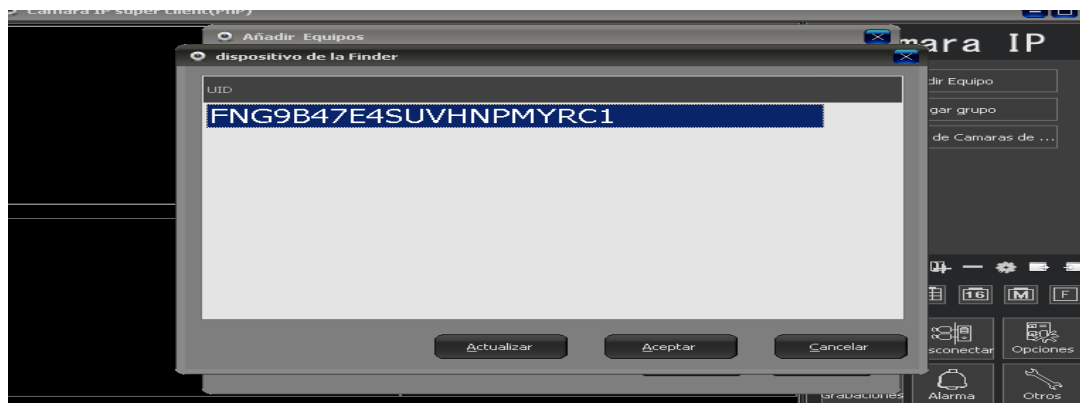 Camara IP super Client(PnP)
Añadir Equipos
dispositivo de la Finder
UID
FNG9B47E4SUVHNPMYRC1
Actualizar
Aceptar
Cancelar
mara IP
dir Equipo
gar grupo
de Camaras de ...
16
M
F
sconectar
Opciones
Grabaciones
Alarma
Otros